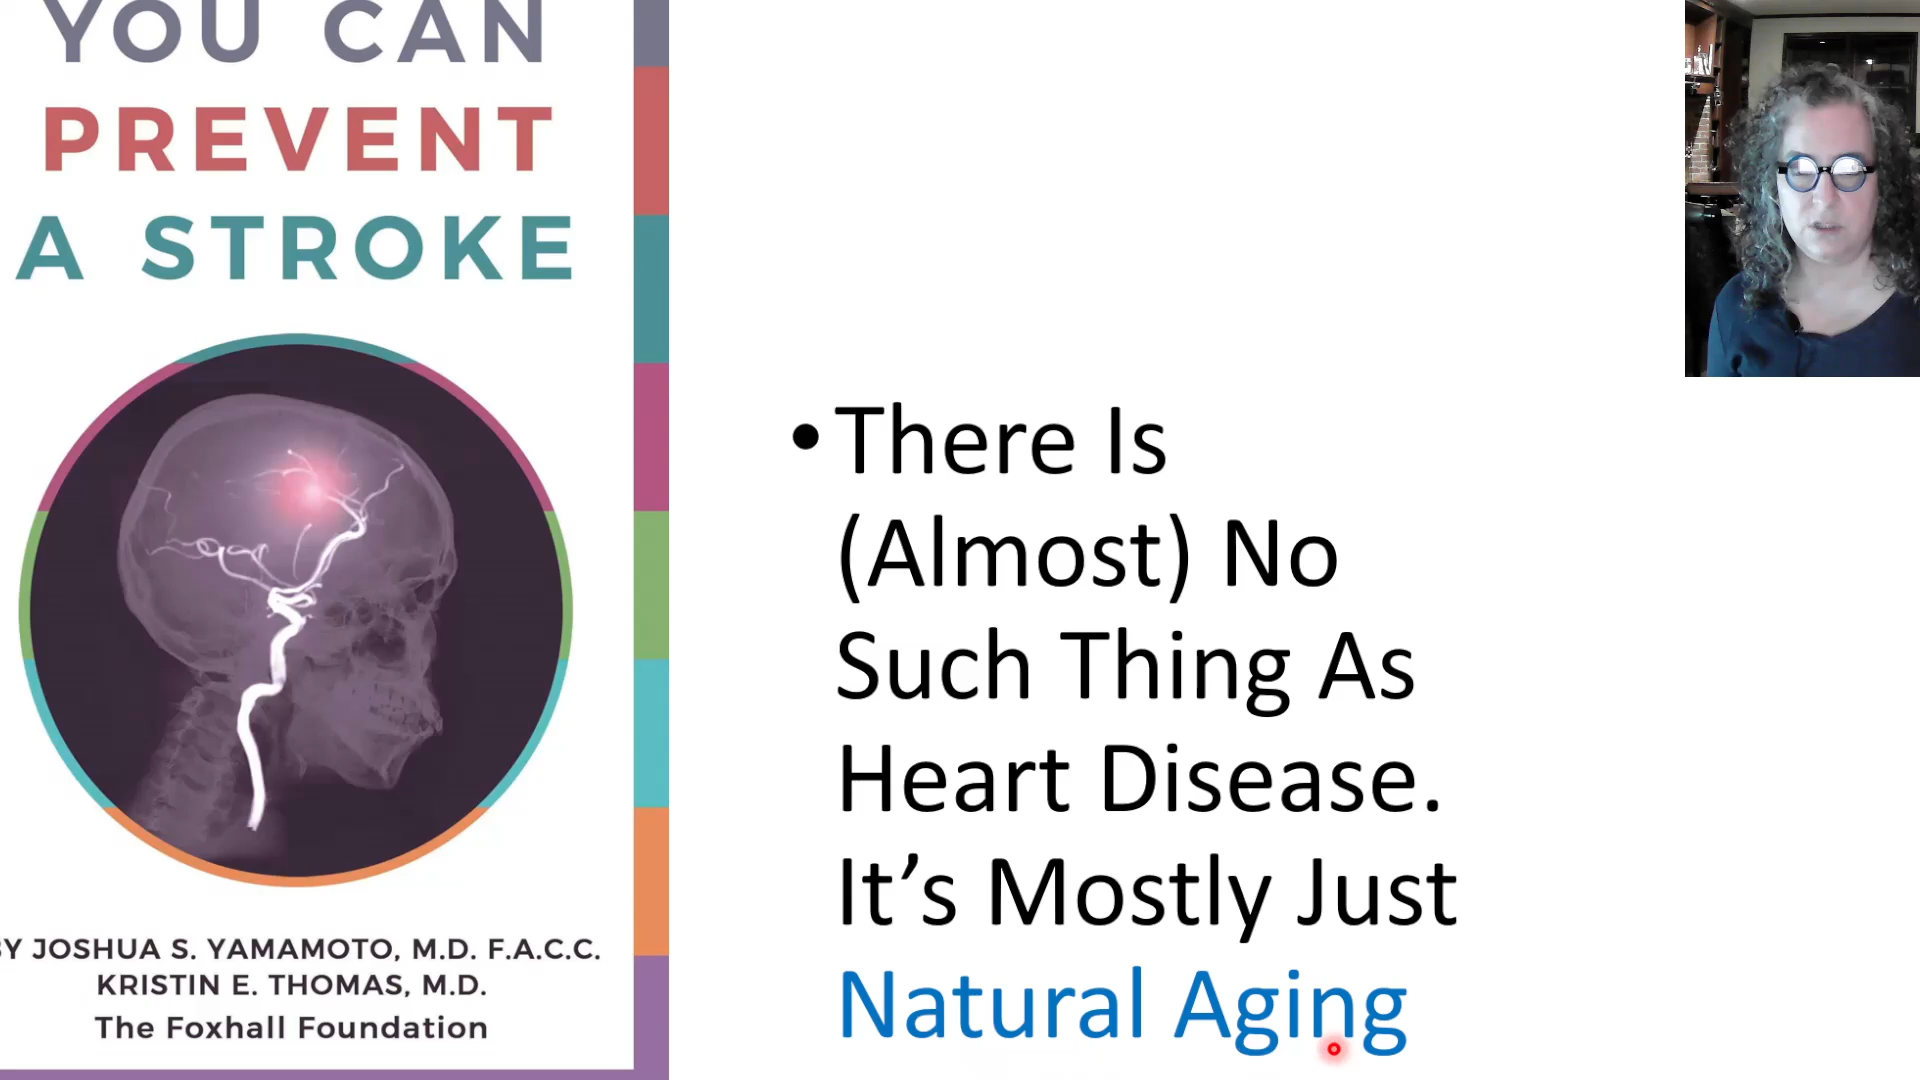 YOU CAN
PREVENT
A STROKE
BY JOSHUA S. YAMAMOTO, M.D. F.A.C.C.
KRISTIN E. THOMAS, M.D.
The Foxhall Foundation
• There Is
(Almost) No
Such Thing As
Heart Disease.
It’s Mostly Just
Natural Aging